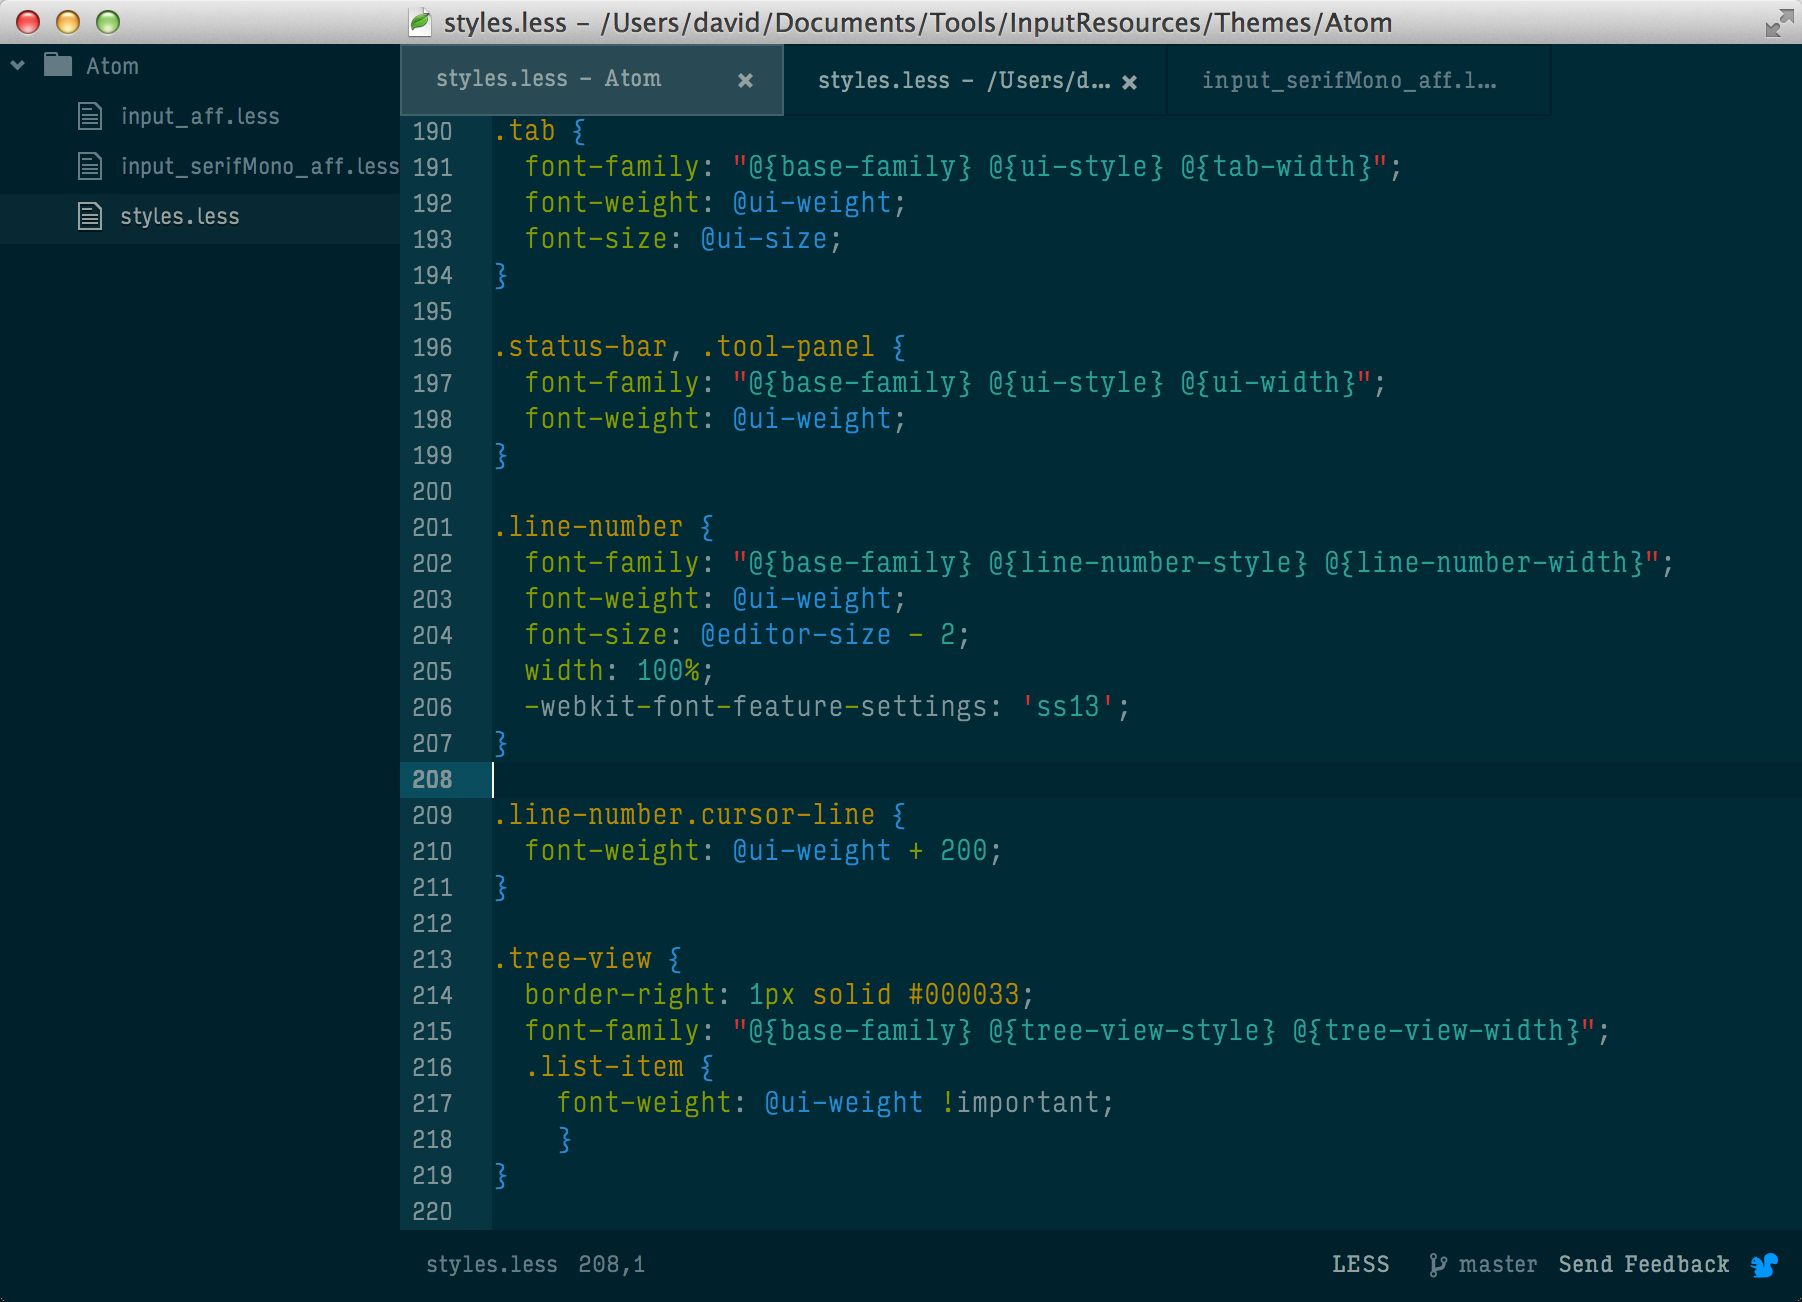 styles.less – /Users/david/Documents/Tools/InputResources/Themes/Atom
Atom
input_aff.less
input_serifMono_aff.less
styles.less
styles.less - Atom
styles.less - /Users/d…
input_serifMono_aff.l…
190 .tab {
191   font-family: "@{base-family} @{ui-style} @{tab-width}";
192   font-weight: @ui-weight;
193   font-size: @ui-size;
194 }
195
196 .status-bar, .tool-panel {
197   font-family: "@{base-family} @{ui-style} @{ui-width}";
198   font-weight: @ui-weight;
199 }
200
201 .line-number {
202   font-family: "@{base-family} @{line-number-style} @{line-number-width}";
203   font-weight: @ui-weight;
204   font-size: @editor-size - 2;
205   width: 100%;
206   -webkit-font-feature-settings: 'ss13';
207 }
208
209 .line-number.cursor-line {
210   font-weight: @ui-weight + 200;
211 }
212
213 .tree-view {
214   border-right: 1px solid #000033;
215   font-family: "@{base-family} @{tree-view-style} @{tree-view-width}";
216   .list-item {
217     font-weight: @ui-weight !important;
218     }
219 }
220
styles.less 208,1
LESS master Send Feedback